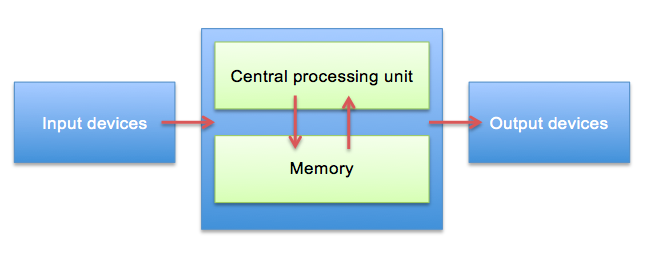 Central processing unit
Input devices
Output devices
Memory